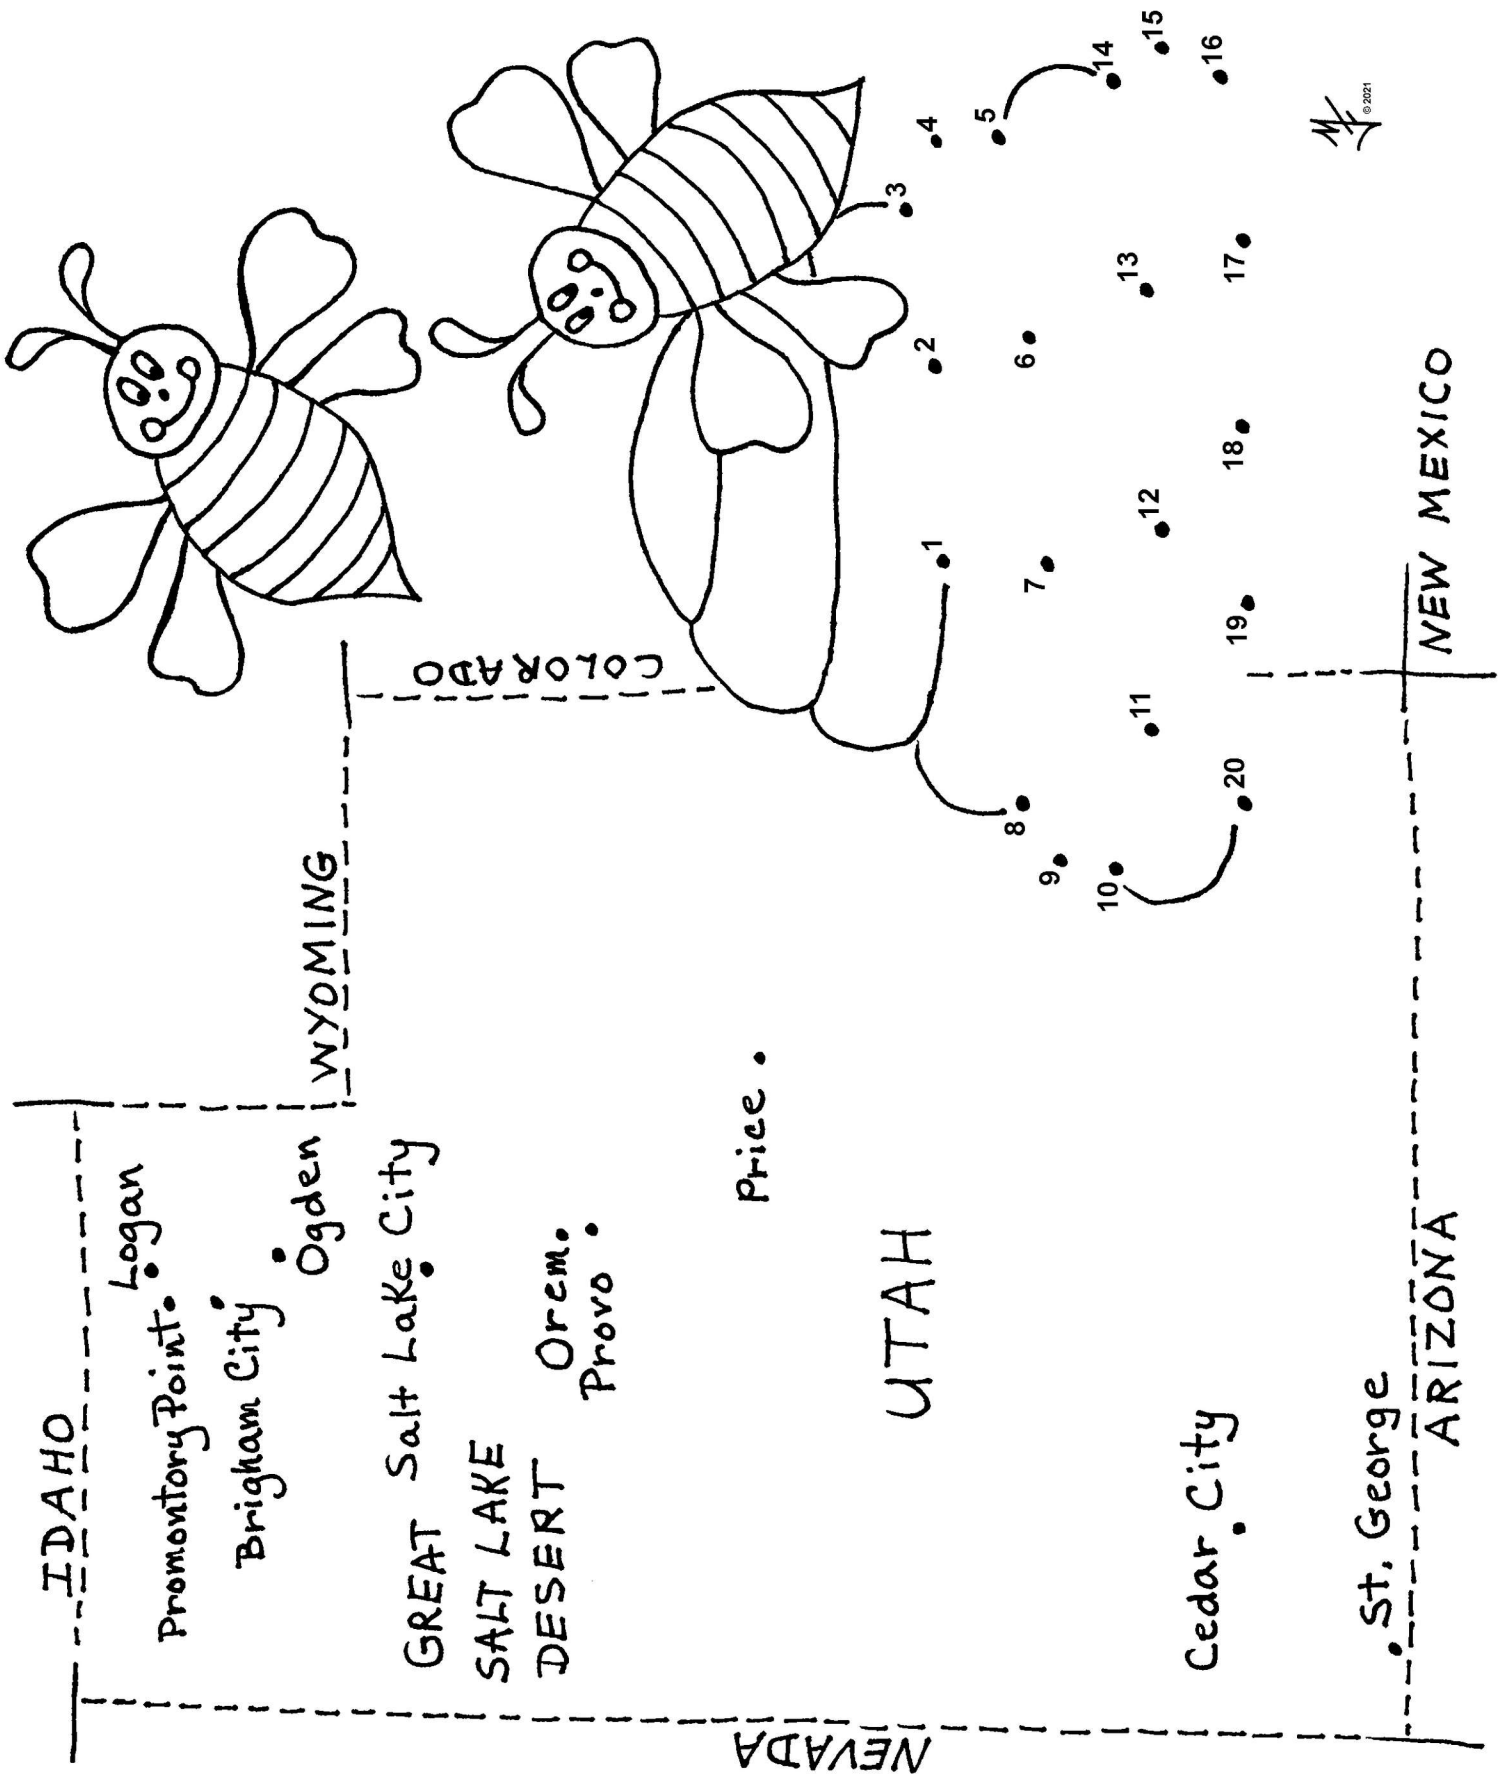 IDAHO
Logan
Promontory Point
Brigham City
Ogden
WYOMING
Salt Lake City
GREAT
SALT LAKE
DESERT
Orem
Provo
COLORADO
Price
NEVADA
UTAH
Cedar City
St. George
ARIZONA
NEW MEXICO
1
2
3
4
5
6
7
8
9
10
11
12
13
14
15
16
17
18
19
20
© 2021